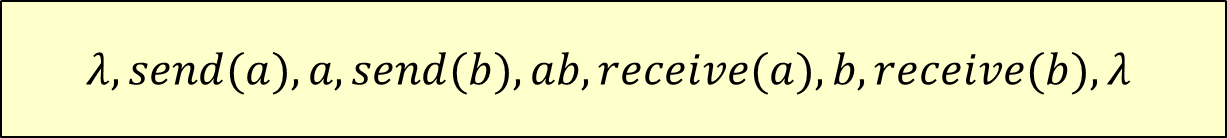 λ, send(a), a, send(b), ab, receive(a), b, receive(b), λ